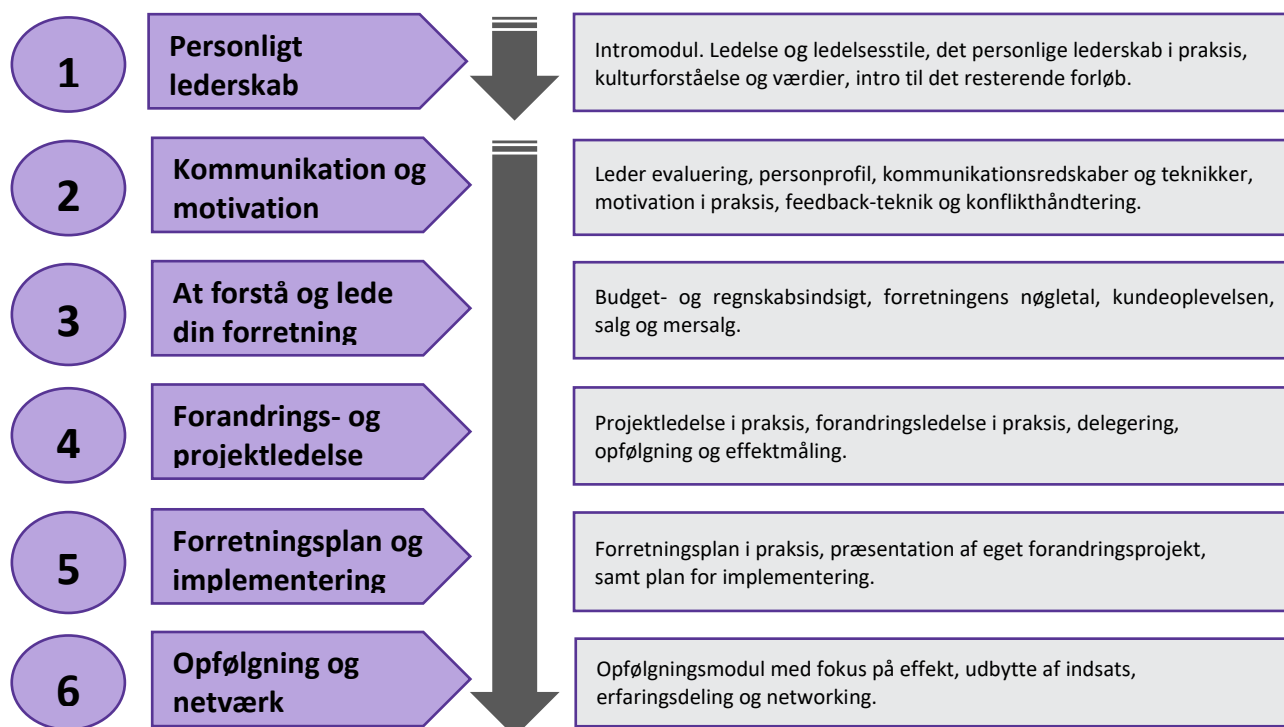 1
Personligt
lederskab
Intromodul. Ledelse og ledelsesstile, det personlige lederskab i praksis,
kulturforståelse og værdier, intro til det resterende forløb.
2
Kommunikation og
motivation
Leder evaluering, personprofil, kommunikationsredskaber og teknikker,
motivation i praksis, feedback-teknik og konflikthåndtering.
3
At forstå og lede
din forretning
Budget- og regnskabsindsigt, forretningens nøgletal, kundeoplevelsen,
salg og mersalg.
4
Forandrings- og
projektledelse
Projektledelse i praksis, forandringsledelse i praksis, delegering,
opfølgning og effektmåling.
5
Forretningsplan og
implementering
Forretningsplan i praksis, præsentation af eget forandringsprojekt,
samt plan for implementering.
6
Opfølgning og
netværk
Opfølgningsmodul med fokus på effekt, udbytte af indsats,
erfaringsdeling og networking.